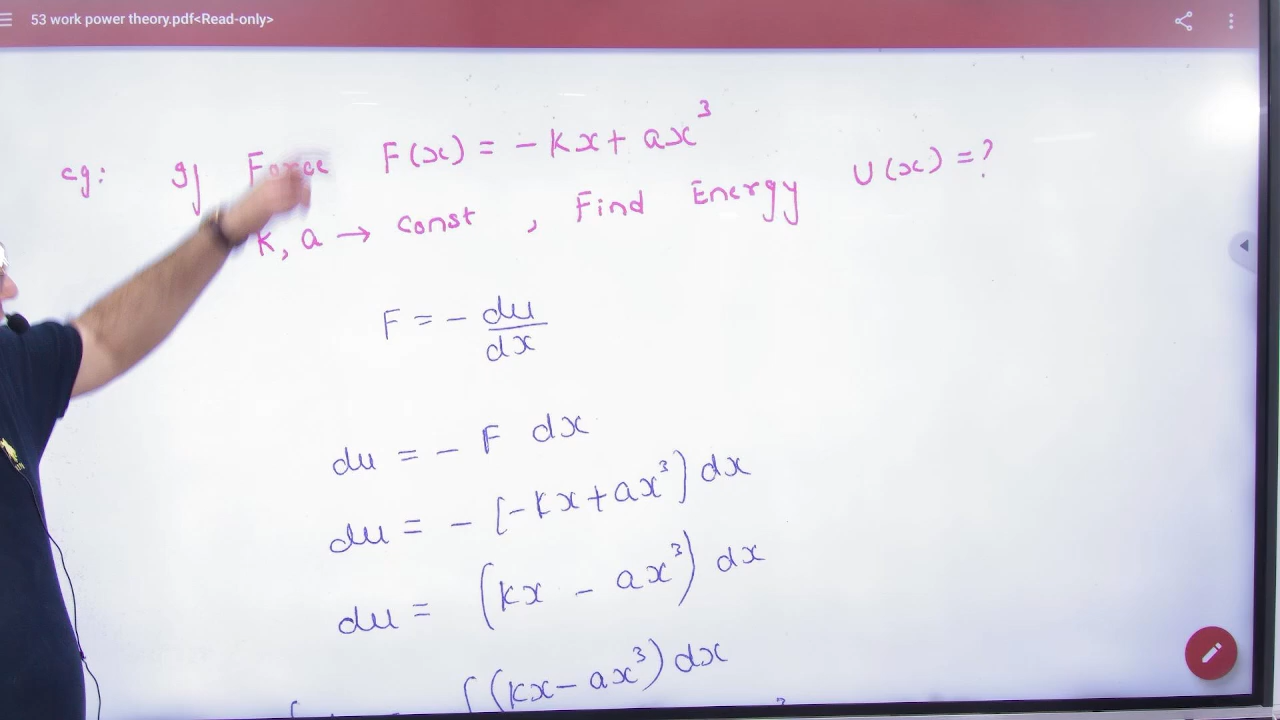 53 work power theory.pdf<Read-only>
eg: If Force F(x) = - kx + ax³
k, a → const , Find Energy U(x) = ?
F = - du/dx
du = - F dx
du = - [-kx + ax³) dx
du = (kx - ax³) dx
∫(kx - ax³) dx